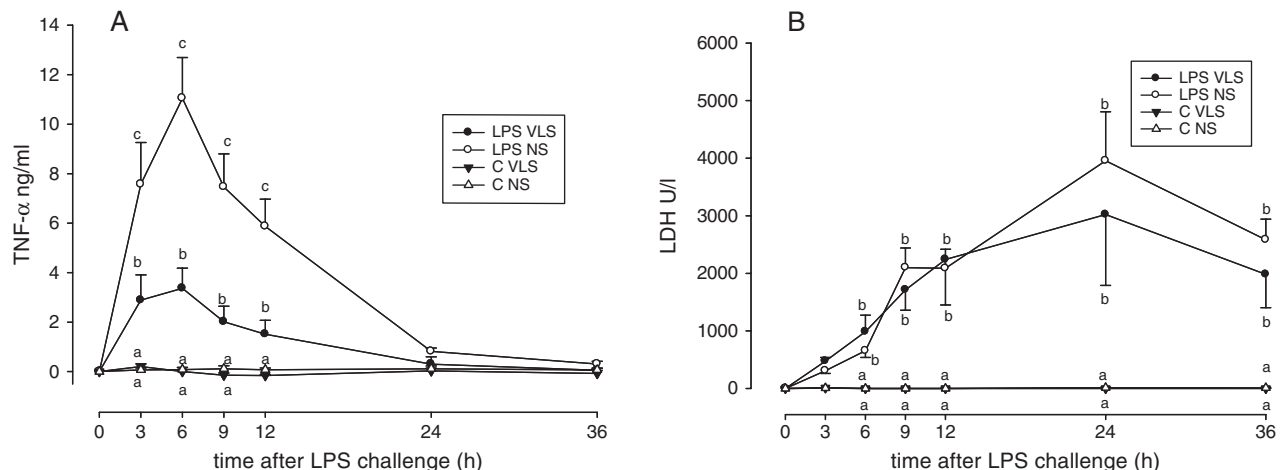 A
TNF-α ng/ml
14
12
10
8
6
4
2
0
c
c
c
c
b
b
b
b
a
a
a
a
a
a
a
LPS VLS
LPS NS
C VLS
C NS
0 3 6 9 12 24 36
time after LPS challenge (h)
B
LDH U/l
6000
5000
4000
3000
2000
1000
0
b
b
b
b
b
b
b
b
b
b
a
a
a
a
a
a
a
a
a
a
LPS VLS
LPS NS
C VLS
C NS
0 3 6 9 12 24 36
time after LPS challenge (h)